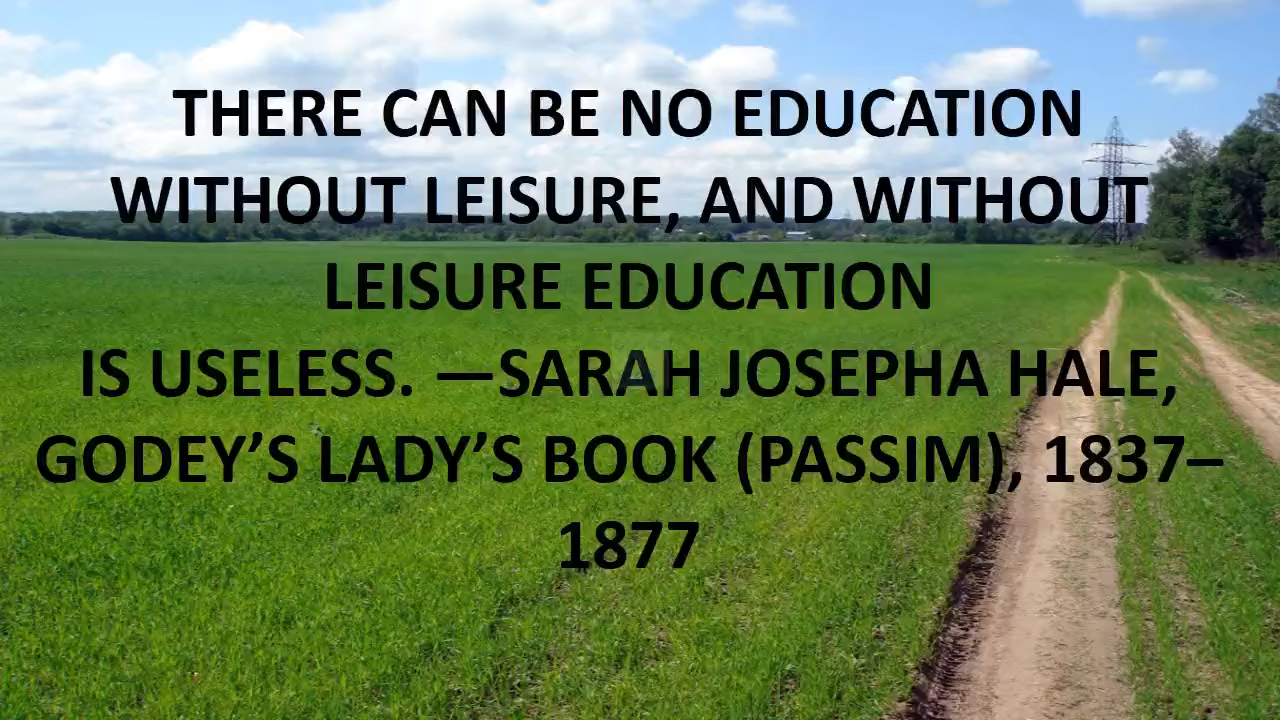 THERE CAN BE NO EDUCATION
WITHOUT LEISURE, AND WITHOUT
LEISURE EDUCATION
IS USELESS. —SARAH JOSEPHA HALE,
GODEY’S LADY’S BOOK (PASSIM), 1837–
1877